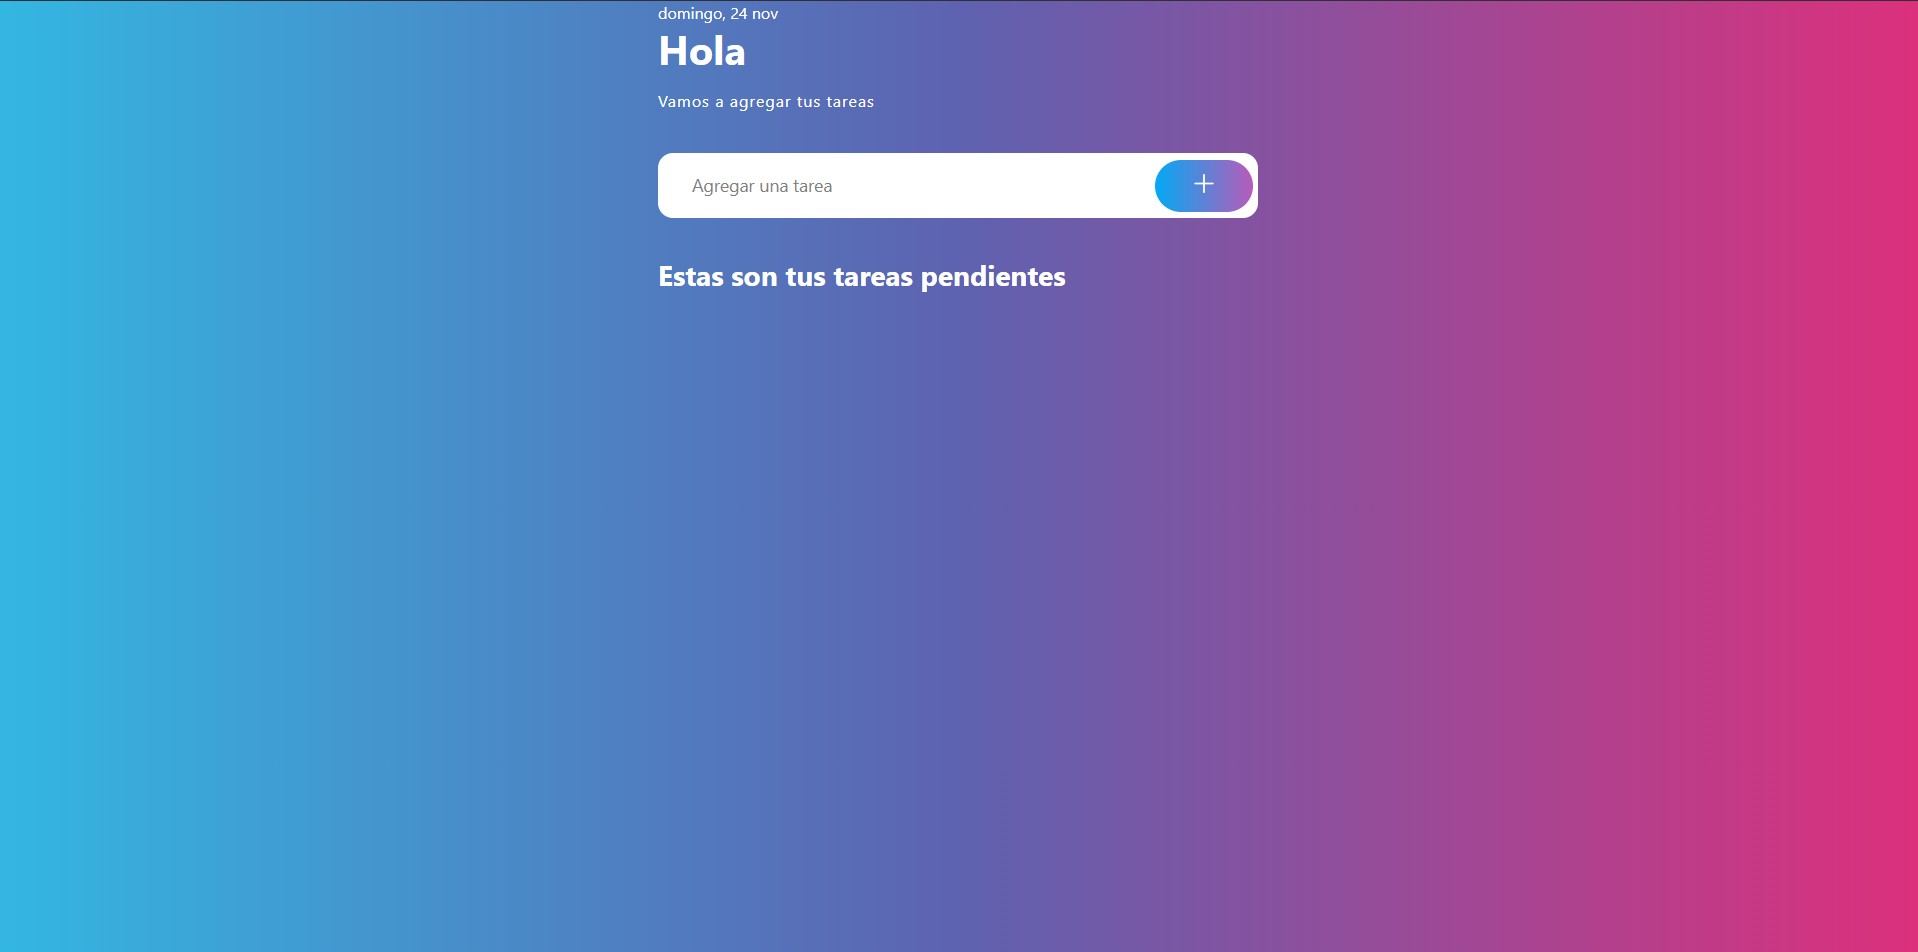 domingo, 24 nov
Hola
Vamos a agregar tus tareas
Agregar una tarea
Estas son tus tareas pendientes